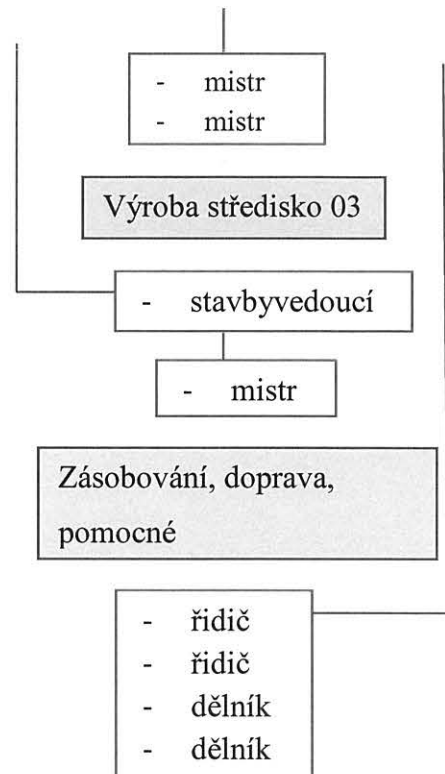 - mistr
- mistr
Výroba středisko 03
- stavbyvedoucí
- mistr
Zásobování, doprava,
pomocné
- řidič
- řidič
- dělník
- dělník